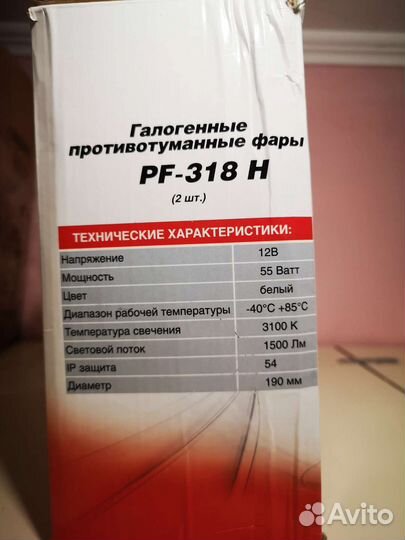 Галогенные
противотуманные фары
PF-318 H
(2 шт.)
ТЕХНИЧЕСКИЕ ХАРАКТЕРИСТИКИ:
Напряжение 12В
Мощность 55 Ватт
Цвет белый
Диапазон рабочей температуры -40°C +85°C
Температура свечения 3100 К
Световой поток 1500 Лм
IP защита 54
Диаметр 190 мм
Avito